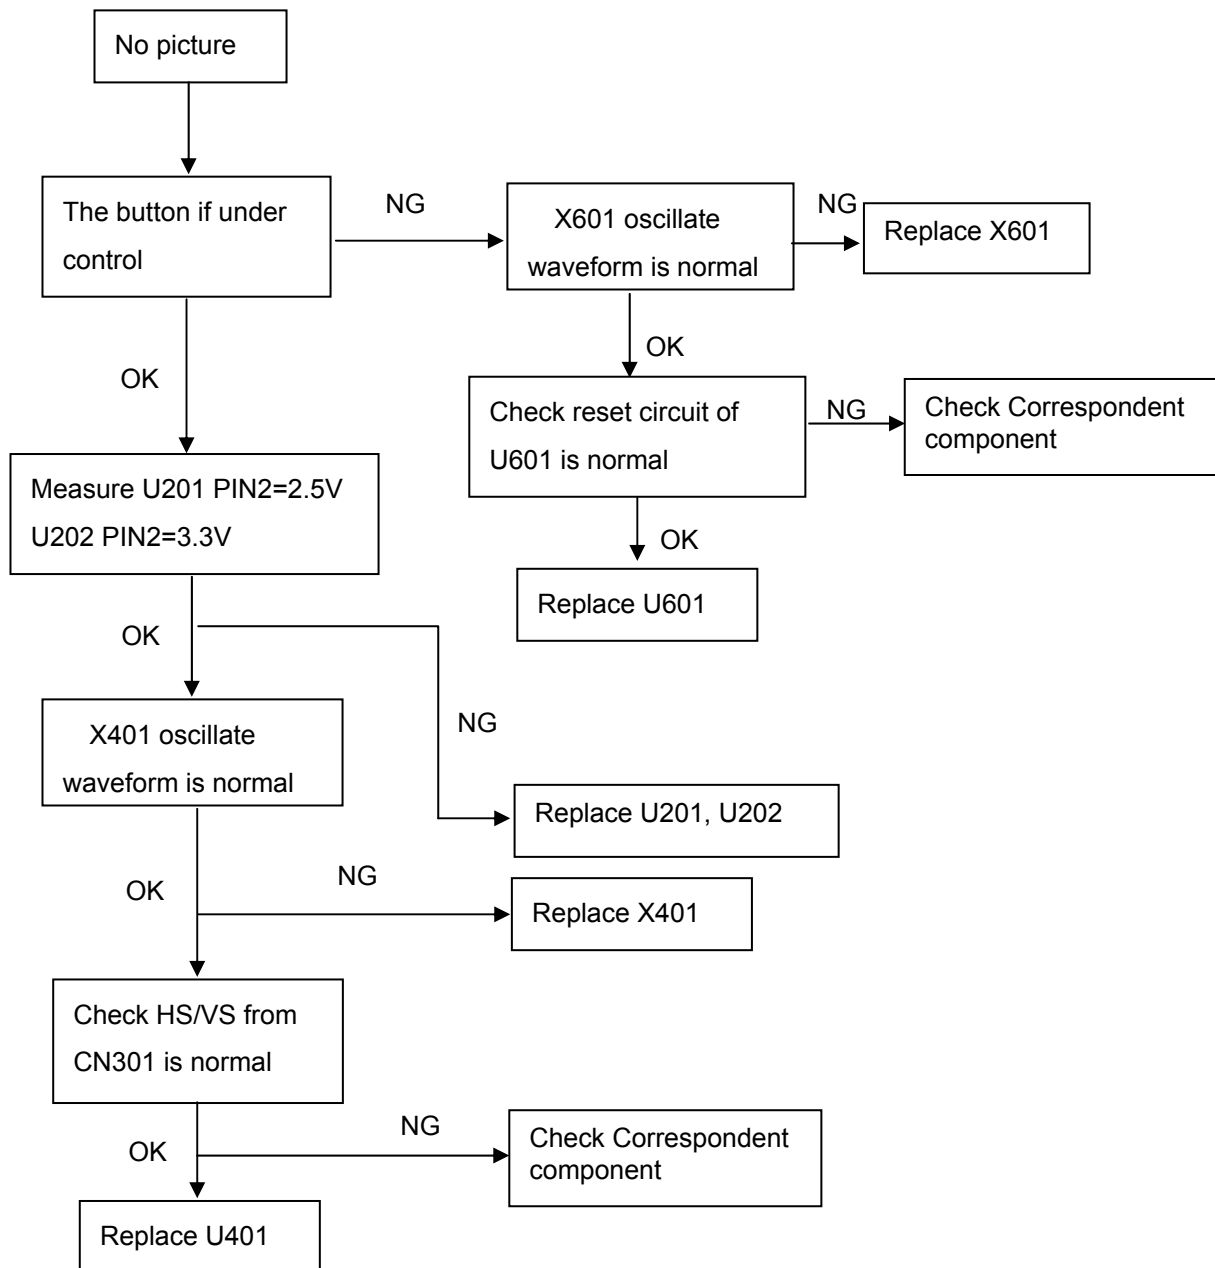 No picture
The button if under
control
NG
X601 oscillate
waveform is normal
NG
Replace X601
OK
OK
Check reset circuit of
U601 is normal
NG
Check Correspondent
component
Measure U201 PIN2=2.5V
U202 PIN2=3.3V
OK
Replace U601
OK
X401 oscillate
waveform is normal
NG
Replace U201, U202
OK
NG
Replace X401
Check HS/VS from
CN301 is normal
OK
NG
Check Correspondent
component
Replace U401